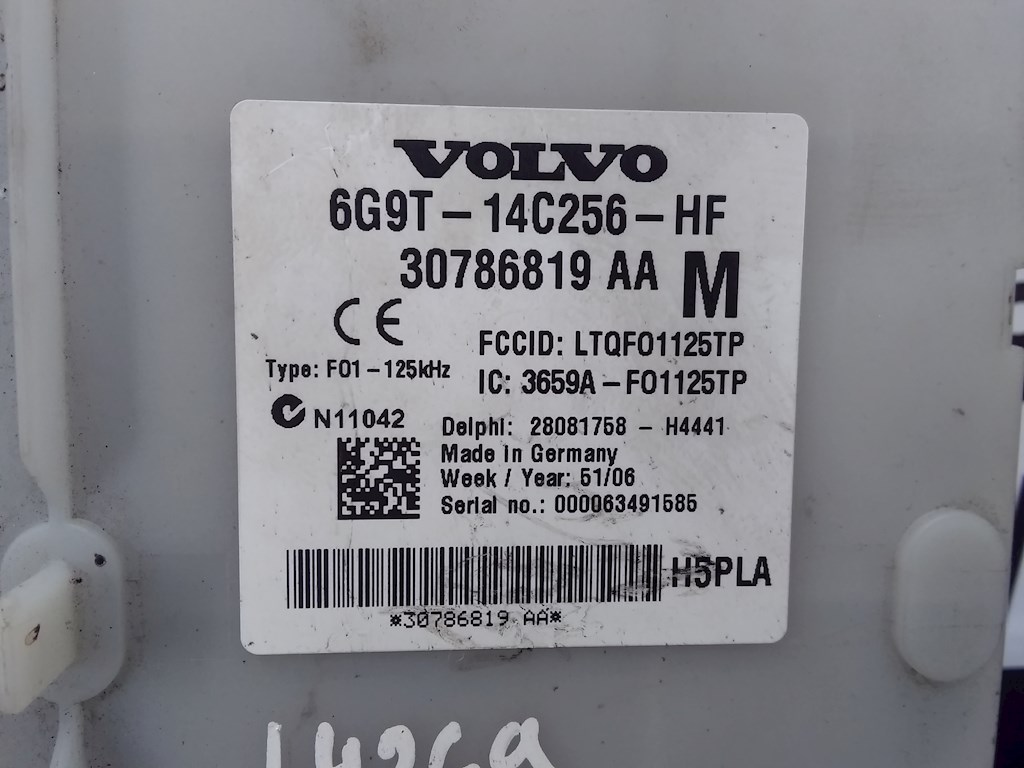 VOLVO
6G9T - 14C256 - HF
30786819 AA M
CE
FCCID: LTQFO1125TP
Type: FO1 - 125kHz
IC: 3659A - FO1125TP
N11042
Delphi: 28081758 - H4441
Made in Germany
Week / Year: 51/06
Serial no.: 000063491585
H5PLA
*30786819 AA*